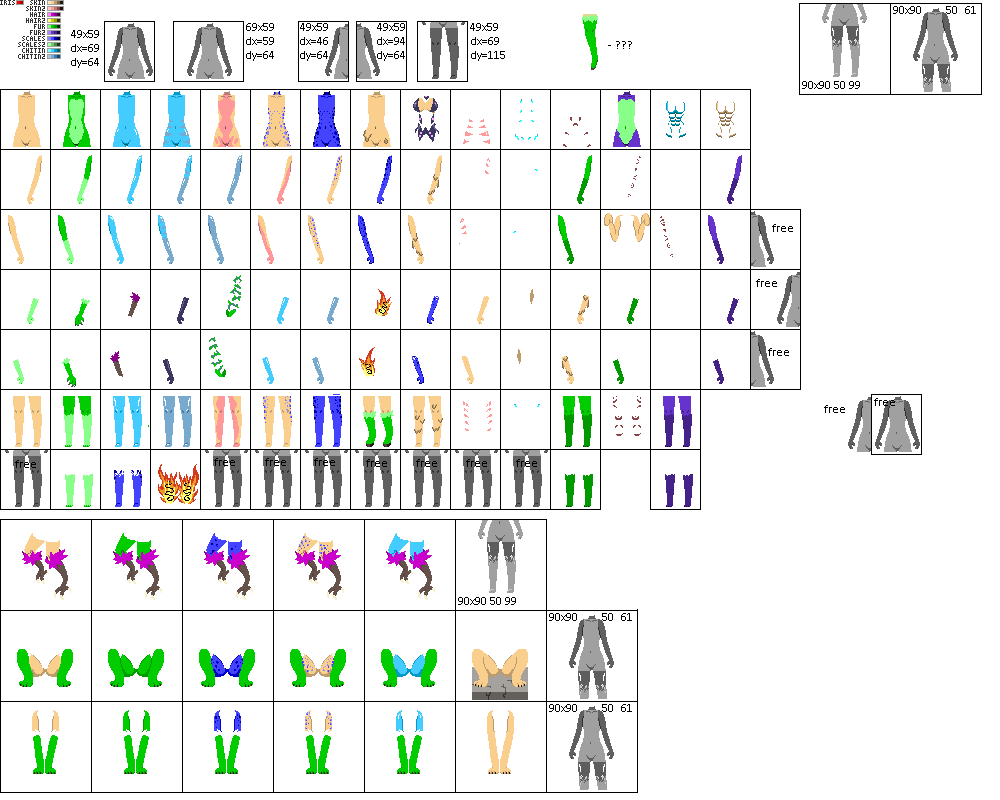 IRIS SKIN
SKIN2
HAIR
HAIR2
FUR
FUR2
SCALES
SCALES2
CHITIN
CHITIN2
49x59
dx=69
dy=64
69x59
dx=59
dy=64
49x59
dx=46
dy=64
49x59
dx=94
dy=64
49x59
dx=69
dy=115
- ???
90x90 50 99
90x90 50 61
free
free
free
free
free
free
free
free
free
free
free
free
free
90x90 50 99
90x90 50 61
90x90 50 61